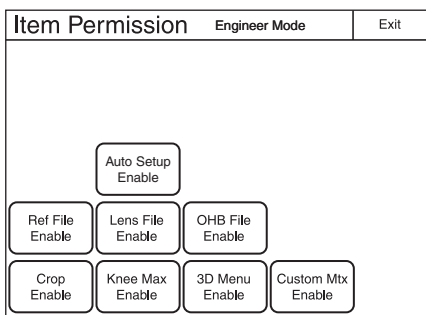 Item Permission Engineer Mode Exit
Auto Setup
Enable
Ref File
Enable
Lens File
Enable
OHB File
Enable
Crop
Enable
Knee Max
Enable
3D Menu
Enable
Custom Mtx
Enable